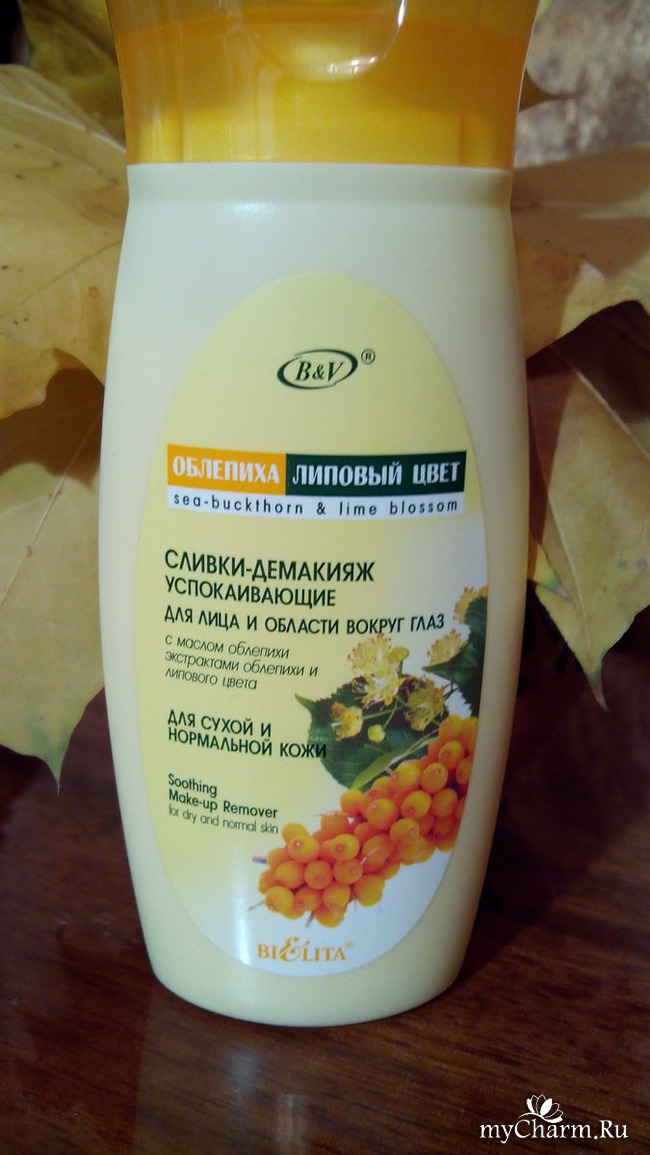 B&V®
ОБЛЕПИХА ЛИПОВЫЙ ЦВЕТ
sea-buckthorn & lime blossom
СЛИВКИ-ДЕМАКИЯЖ
УСПОКАИВАЮЩИЕ
ДЛЯ ЛИЦА И ОБЛАСТИ ВОКРУГ ГЛАЗ
с маслом облепихи
экстрактами облепихи и
липового цвета
ДЛЯ СУХОЙ И
НОРМАЛЬНОЙ КОЖИ
Soothing
Make-up Remover
for dry and normal skin
BIELITA®
myCharm.Ru